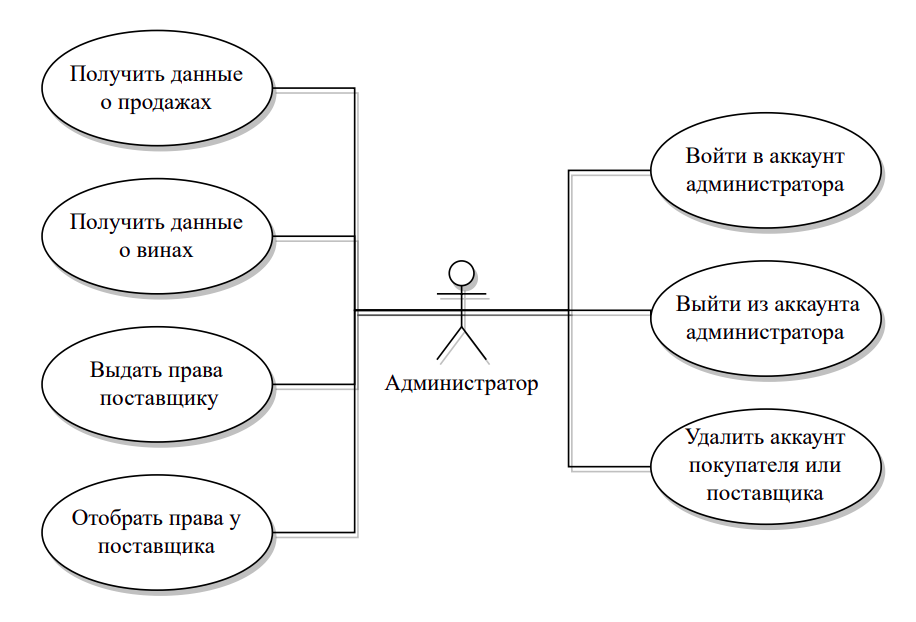 Получить данные
о продажах
Получить данные
о винах
Выдать права
поставщику
Отобрать права у
поставщика
Администратор
Войти в аккаунт
администратора
Выйти из аккаунта
администратора
Удалить аккаунт
покупателя или
поставщика